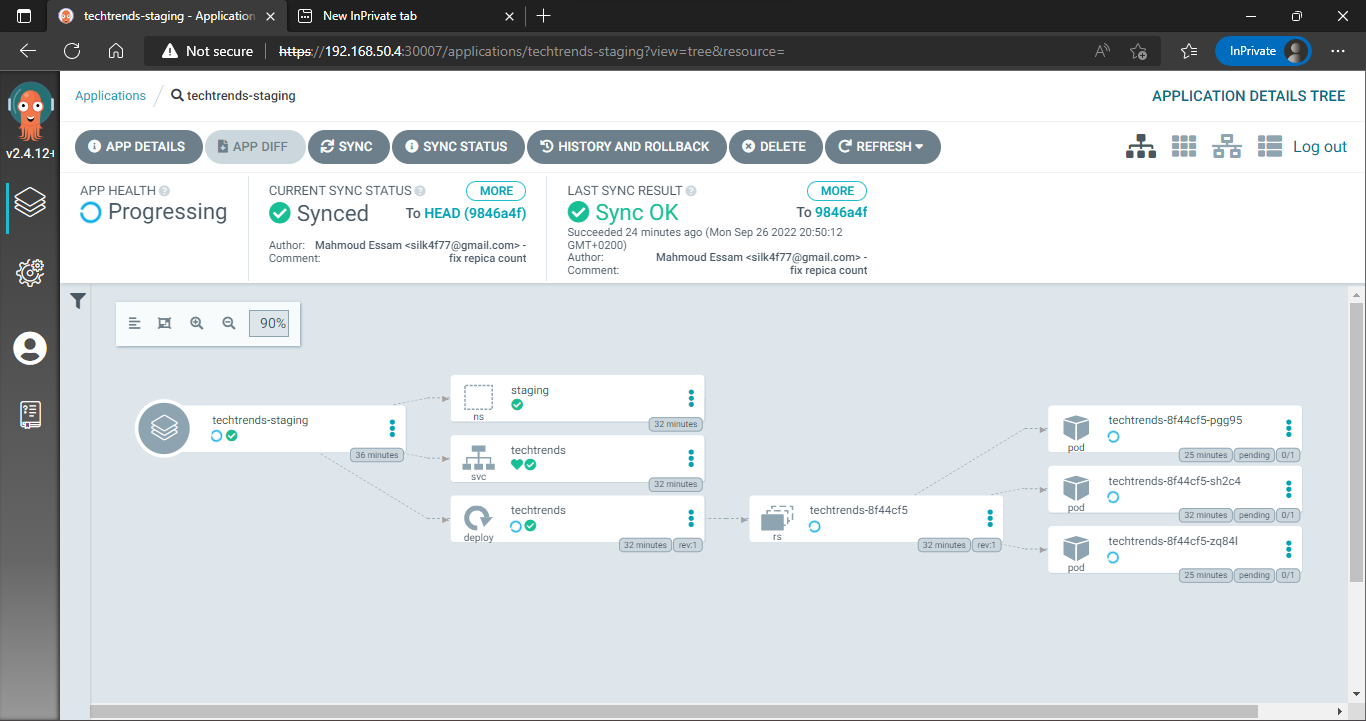 techtrends-staging - Application
New InPrivate tab
Not secure
https://192.168.50.4:30007/applications/techtrends-staging?view=tree&resource=
InPrivate
v2.4.12+
Applications
techtrends-staging
APPLICATION DETAILS TREE
APP DETAILS
APP DIFF
SYNC
SYNC STATUS
HISTORY AND ROLLBACK
DELETE
REFRESH
Log out
APP HEALTH
Progressing
CURRENT SYNC STATUS
MORE
Synced
To HEAD (9846a4f)
Author: Mahmoud Essam <silk4f77@gmail.com> -
Comment: fix repica count
LAST SYNC RESULT
MORE
Sync OK
To 9846a4f
Succeeded 24 minutes ago (Mon Sep 26 2022 20:50:12
GMT+0200)
Author: Mahmoud Essam <silk4f77@gmail.com> -
Comment: fix repica count
90%
techtrends-staging
36 minutes
staging
ns
32 minutes
techtrends
svc
32 minutes
techtrends
deploy
32 minutes rev:1
techtrends-8f44cf5
rs
32 minutes rev:1
techtrends-8f44cf5-pgg95
pod
25 minutes pending 0/1
techtrends-8f44cf5-sh2c4
pod
32 minutes pending 0/1
techtrends-8f44cf5-zq84l
pod
25 minutes pending 0/1